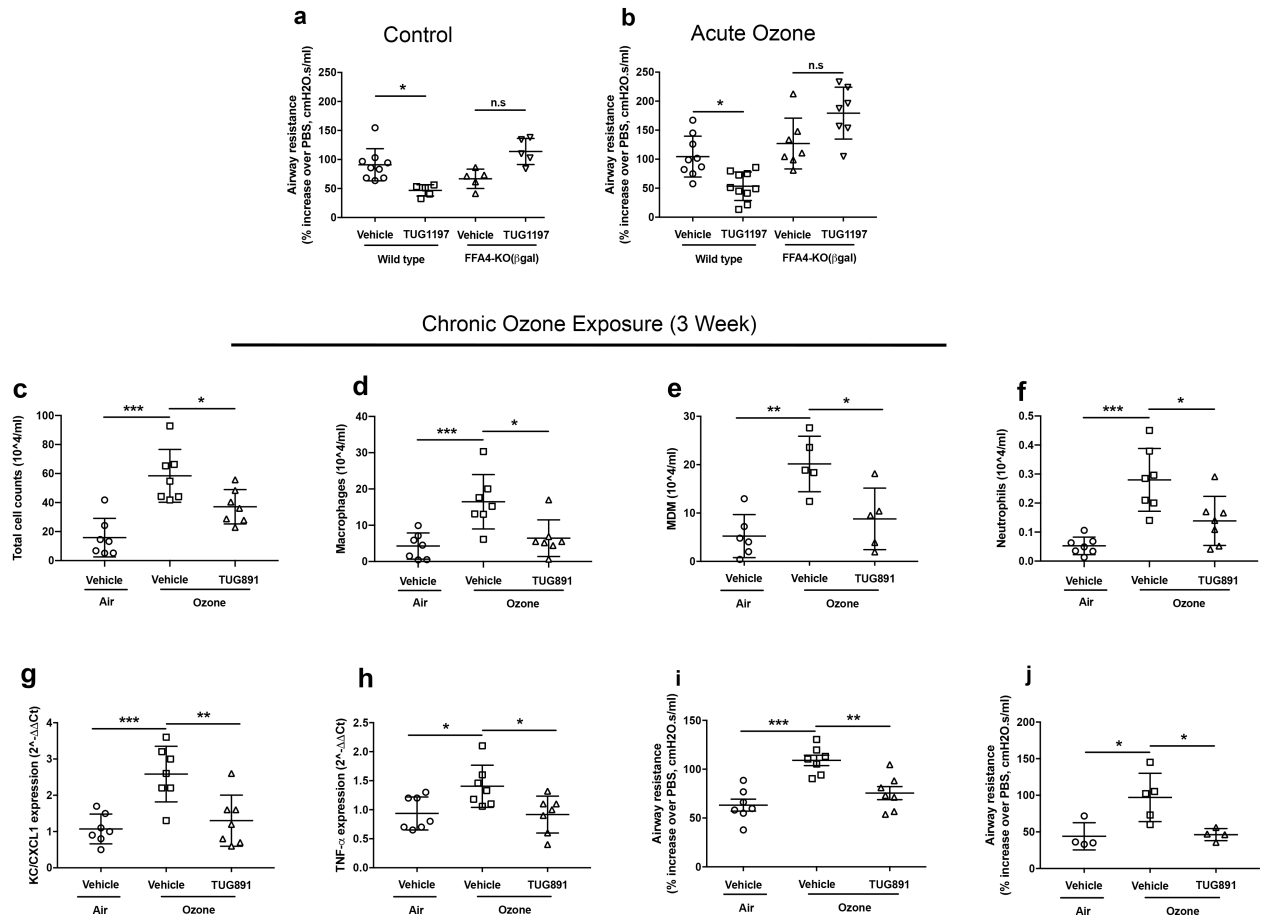 a
Control
Airway resistance
(% increase over PBS, cmH2O.s/ml)
250
200
150
100
50
0
*
n.s
Vehicle TUG1197 Vehicle TUG1197
Wild type FFA4-KO(βgal)
b
Acute Ozone
Airway resistance
(% increase over PBS, cmH2O.s/ml)
250
200
150
100
50
0
*
n.s
Vehicle TUG1197 Vehicle TUG1197
Wild type FFA4-KO(βgal)
Chronic Ozone Exposure (3 Week)
c
Total cell counts (10^4/ml)
100
80
60
40
20
0
***
*
Vehicle Vehicle TUG891
Air Ozone
d
Macrophages (10^4/ml)
40
30
20
10
0
***
*
Vehicle Vehicle TUG891
Air Ozone
e
MDM (10^4/ml)
30
20
10
0
**
*
Vehicle Vehicle TUG891
Air Ozone
f
Neutrophils (10^4/ml)
0.5
0.4
0.3
0.2
0.1
0.0
***
*
Vehicle Vehicle TUG891
Air Ozone
g
KC/CXCL1 expression (2^-ΔΔCt)
4
3
2
1
0
***
**
Vehicle Vehicle TUG891
Air Ozone
h
TNF-α expression (2^-ΔΔCt)
2.5
2.0
1.5
1.0
0.5
0.0
*
*
Vehicle Vehicle TUG891
Air Ozone
i
Airway resistance
(% increase over PBS, cmH2O.s/ml)
150
100
50
0
***
**
Vehicle Vehicle TUG891
Air Ozone
j
Airway resistance
(% increase over PBS, cmH2O.s/ml)
200
150
100
50
0
*
*
Vehicle Vehicle TUG891
Air Ozone